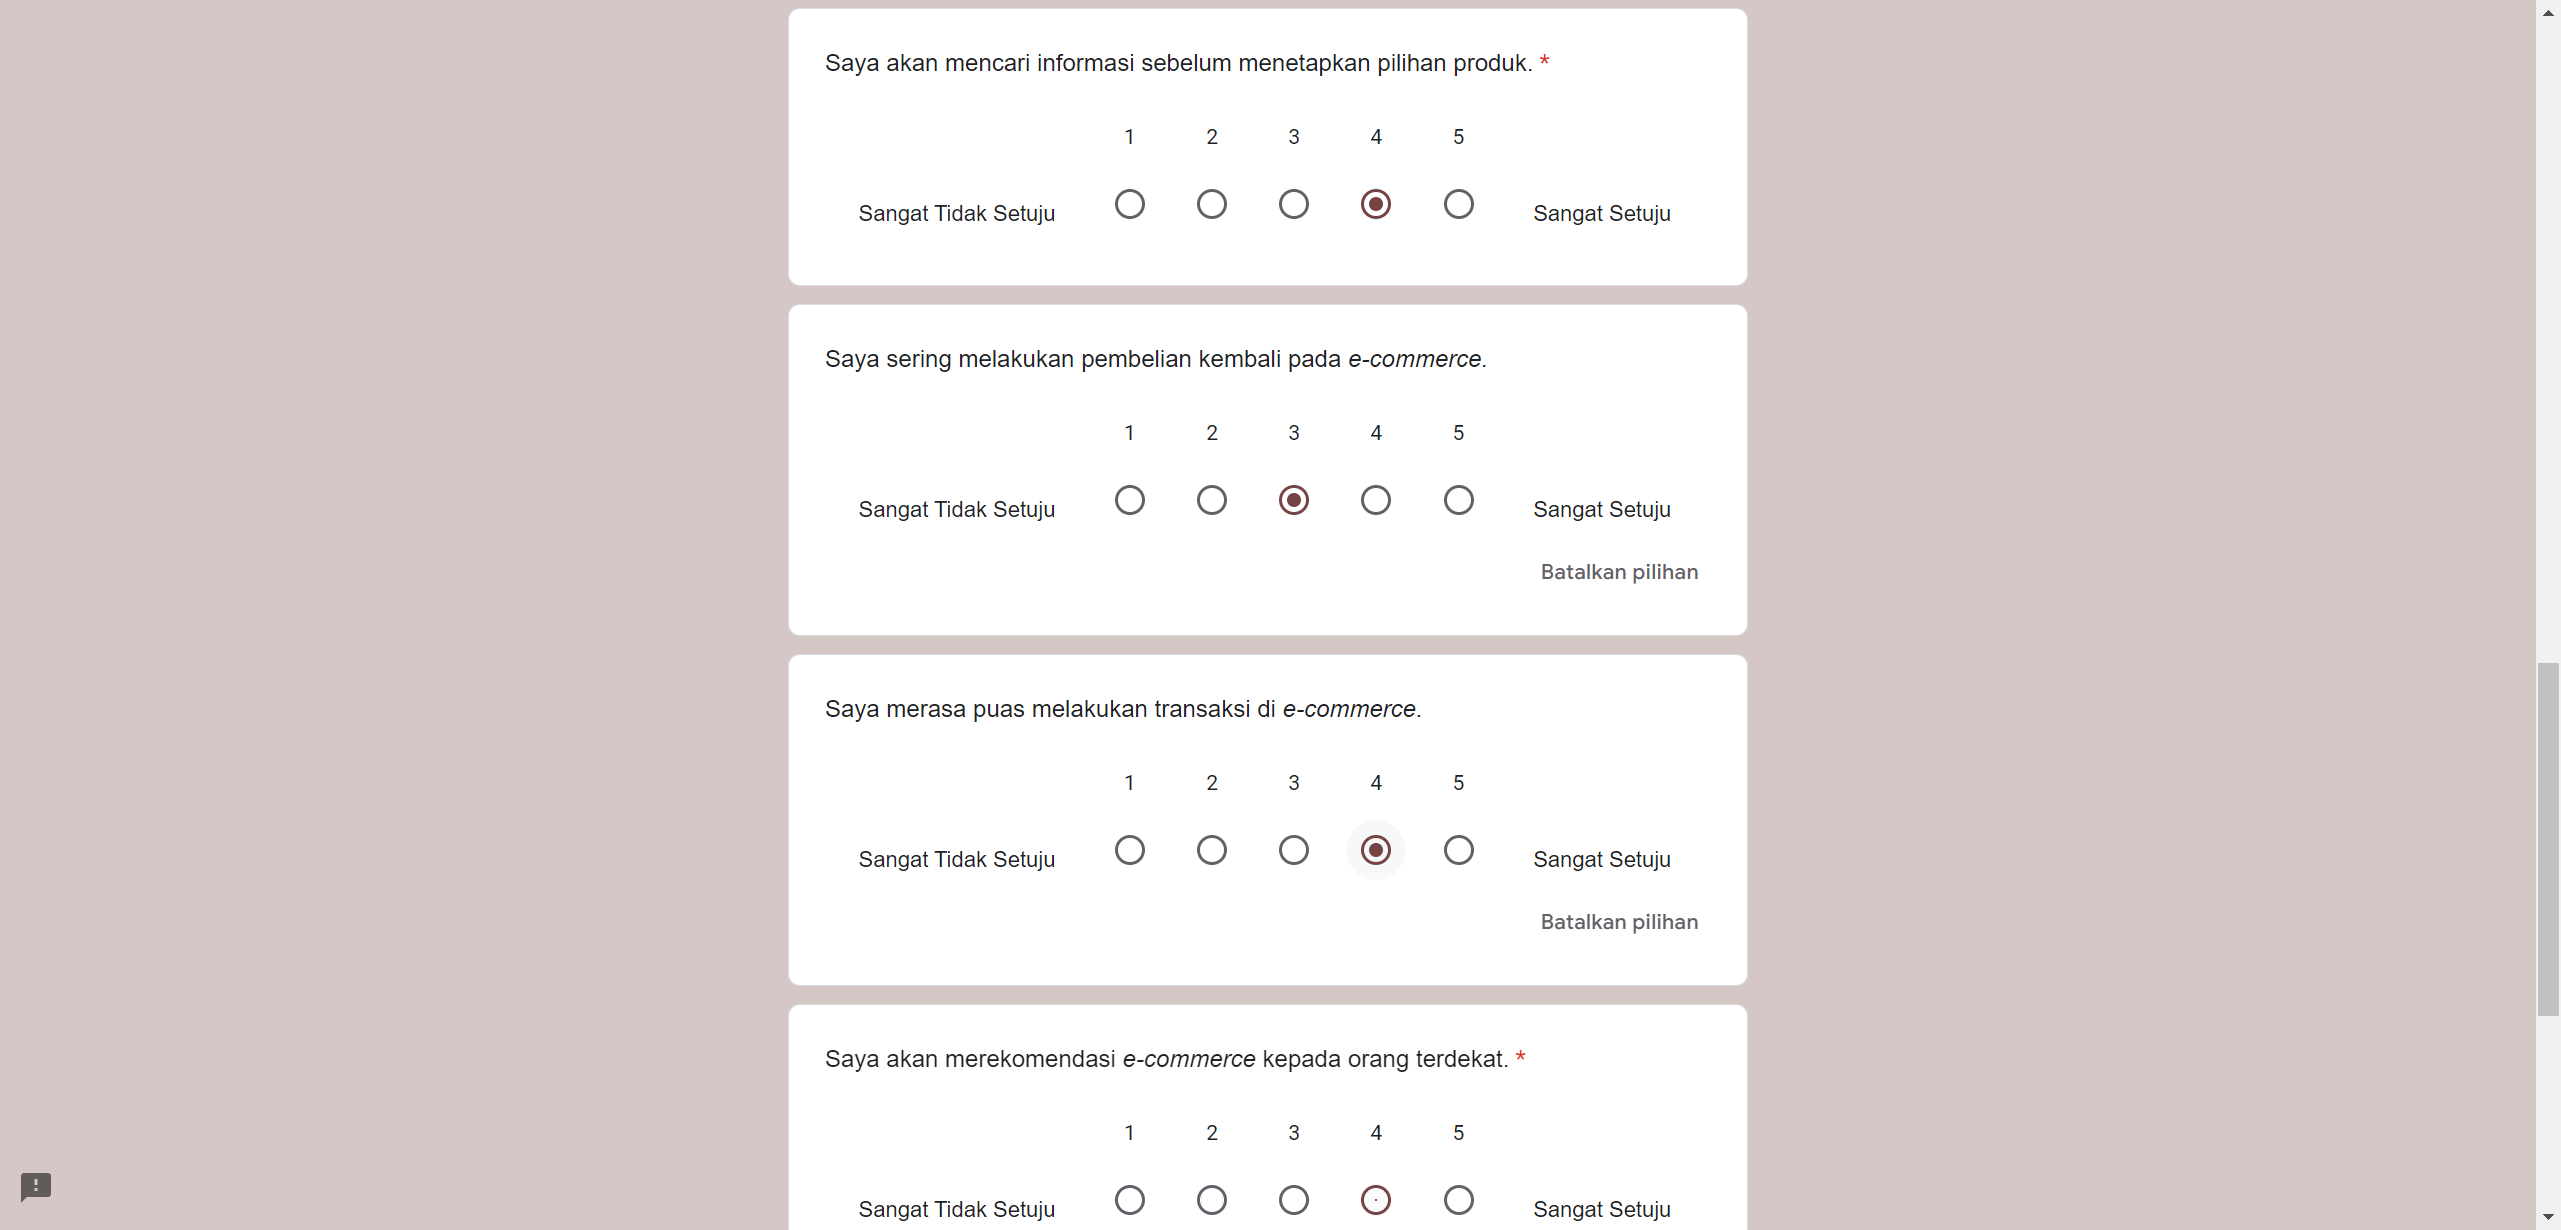 Saya akan mencari informasi sebelum menetapkan pilihan produk. *
1 2 3 4 5
Sangat Tidak Setuju Sangat Setuju
Saya sering melakukan pembelian kembali pada e-commerce.
1 2 3 4 5
Sangat Tidak Setuju Sangat Setuju
Batalkan pilihan
Saya merasa puas melakukan transaksi di e-commerce.
1 2 3 4 5
Sangat Tidak Setuju Sangat Setuju
Batalkan pilihan
Saya akan merekomendasi e-commerce kepada orang terdekat. *
1 2 3 4 5
Sangat Tidak Setuju Sangat Setuju